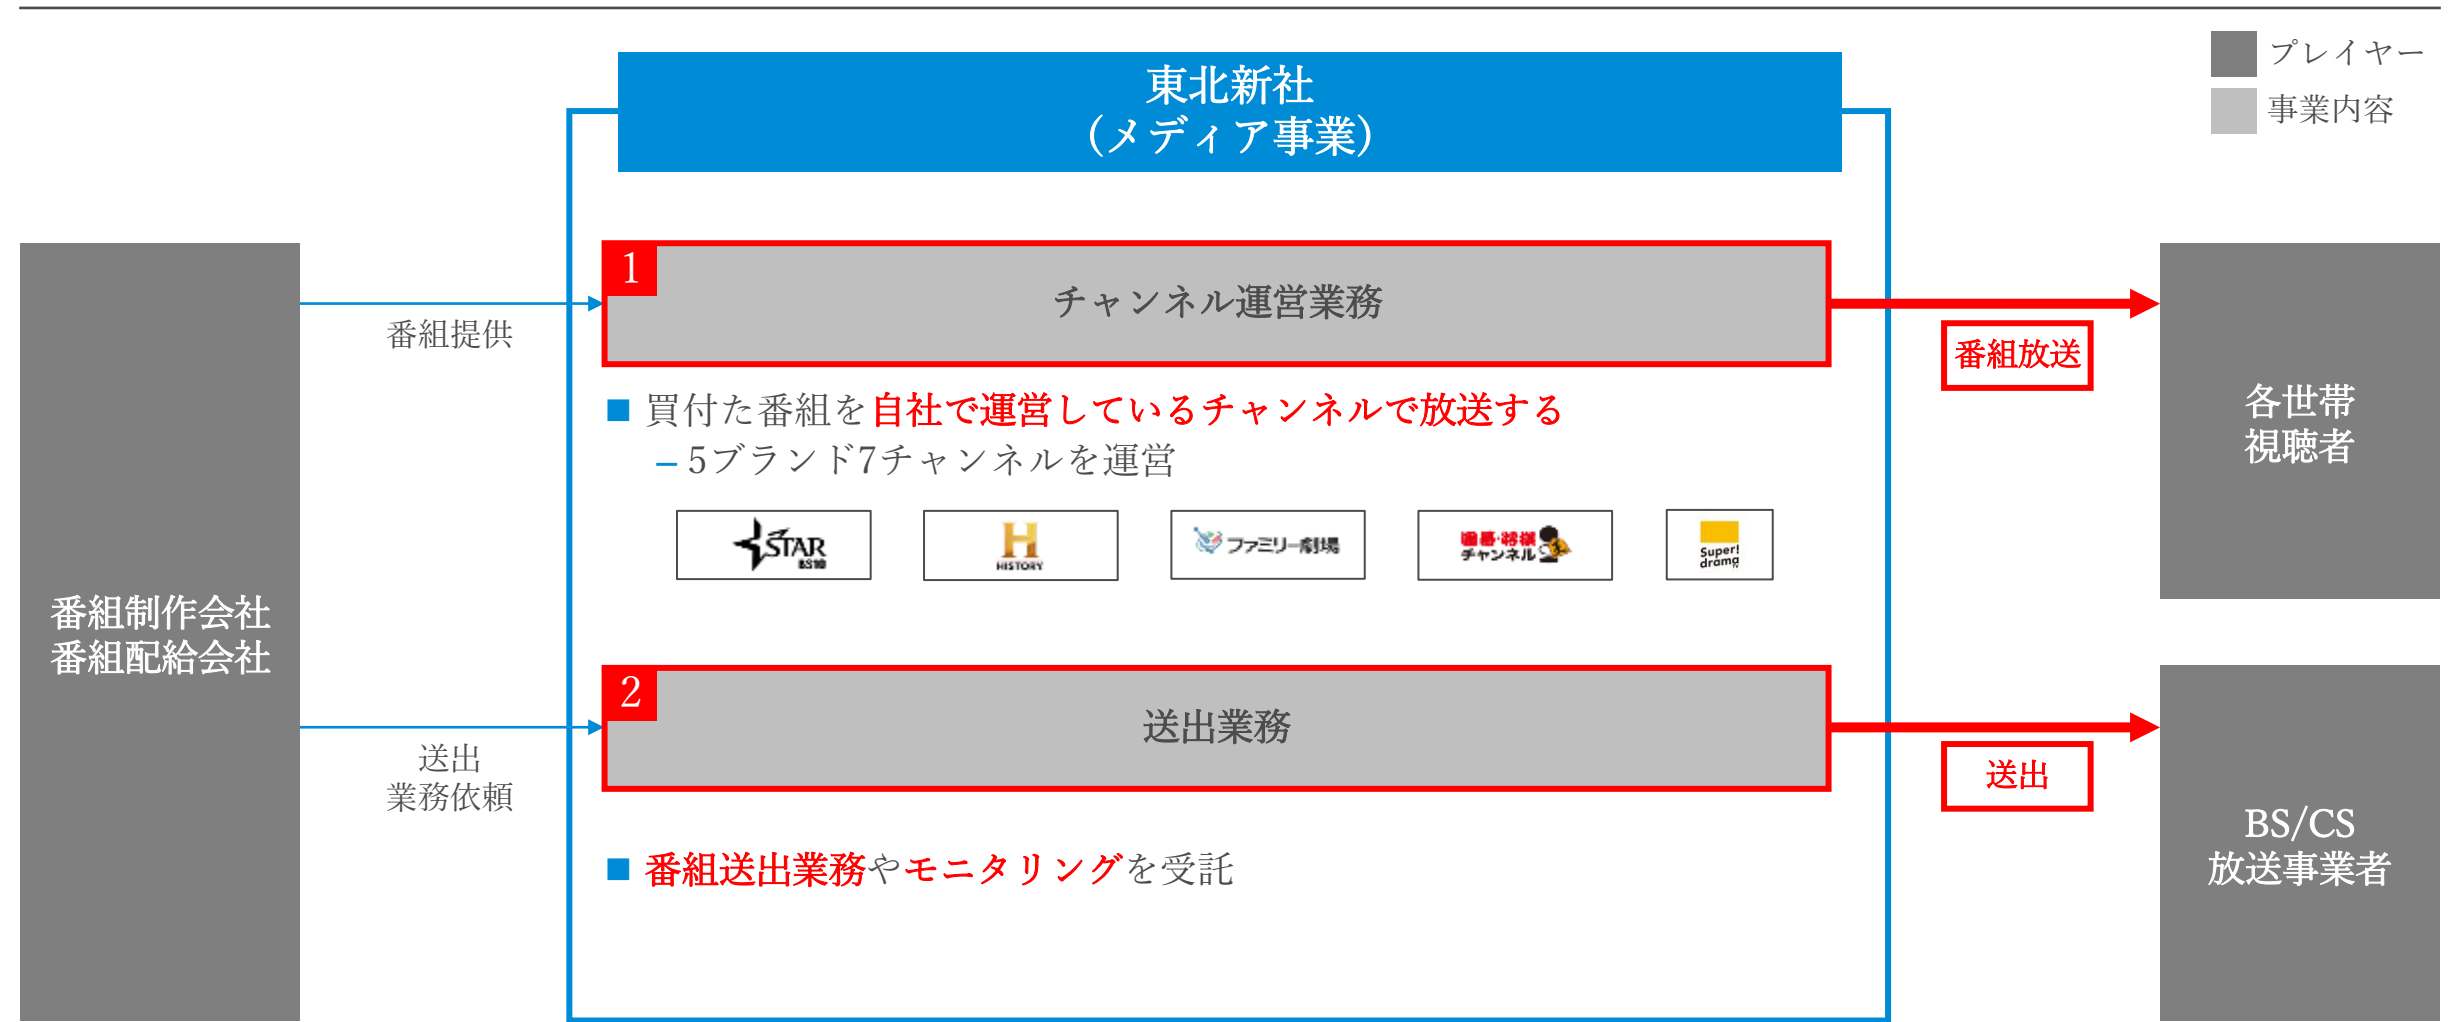 プレイヤー
事業内容
東北新社
(メディア事業)
番組制作会社
番組配給会社
番組提供
1
チャンネル運営業務
番組放送
各世帯
視聴者
■ 買付た番組を自社で運営しているチャンネルで放送する
– 5ブランド7チャンネルを運営
STAR
BS10
H
HISTORY
ファミリー劇場
囲碁・将棋
チャンネル
Super!
drama
TV
送出
業務依頼
2
送出業務
送出
BS/CS
放送事業者
■ 番組送出業務やモニタリングを受託